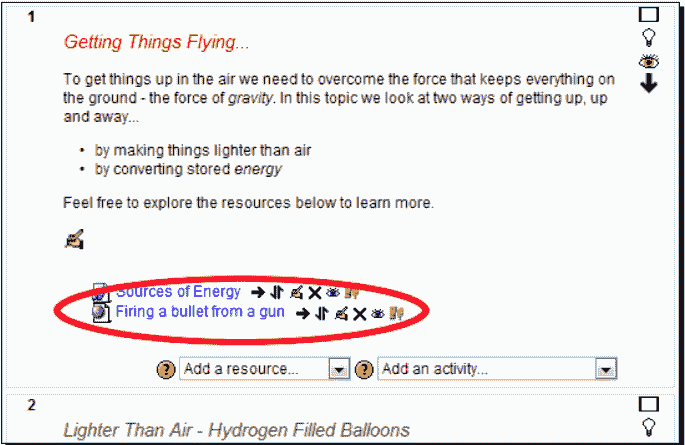 1
Getting Things Flying...
To get things up in the air we need to overcome the force that keeps everything on
the ground - the force of gravity. In this topic we look at two ways of getting up, up
and away...
• by making things lighter than air
• by converting stored energy
Feel free to explore the resources below to learn more.
Sources of Energy
Firing a bullet from a gun
? Add a resource... ? Add an activity...
2
Lighter Than Air - Hydrogen Filled Balloons